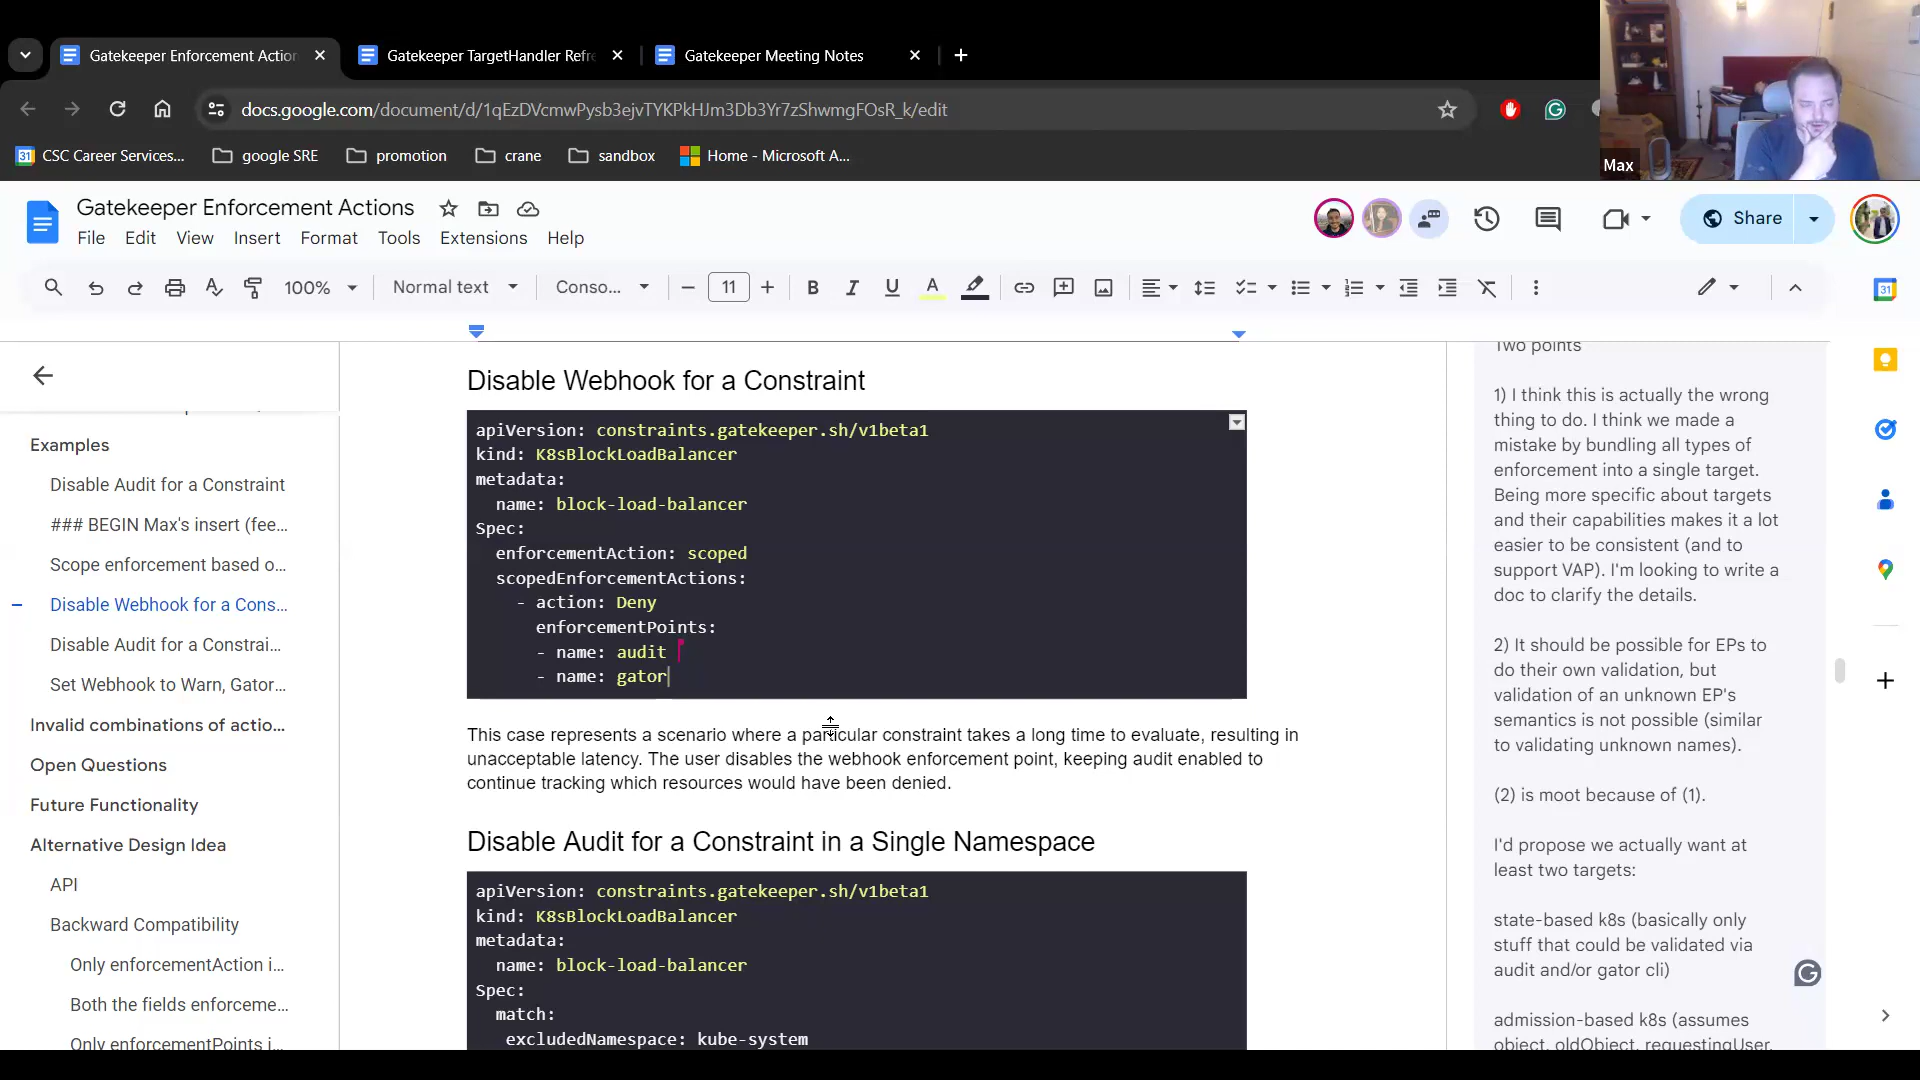 Gatekeeper Enforcement Action
Gatekeeper TargetHandler Refre
Gatekeeper Meeting Notes
docs.google.com/document/d/1qEzDVcmwPysb3ejvTYKPkHJm3Db3Yr7zShwmgFOsR_k/edit
31 CSC Career Services...
google SRE
promotion
crane
sandbox
Home - Microsoft A...
Max
Gatekeeper Enforcement Actions
File Edit View Insert Format Tools Extensions Help
Share
100%
Normal text
Conso...
11
B I U A
31
Examples
Disable Audit for a Constraint
### BEGIN Max's insert (fee...
Scope enforcement based o...
Disable Webhook for a Cons...
Disable Audit for a Constrai...
Set Webhook to Warn, Gator...
Invalid combinations of actio...
Open Questions
Future Functionality
Alternative Design Idea
API
Backward Compatibility
Only enforcementAction i...
Both the fields enforceme...
Only enforcementPoints i...
Disable Webhook for a Constraint
apiVersion: constraints.gatekeeper.sh/v1beta1
kind: K8sBlockLoadBalancer
metadata:
name: block-load-balancer
Spec:
enforcementAction: scoped
scopedEnforcementActions:
- action: Deny
enforcementPoints:
- name: audit
- name: gator
This case represents a scenario where a particular constraint takes a long time to evaluate, resulting in
unacceptable latency. The user disables the webhook enforcement point, keeping audit enabled to
continue tracking which resources would have been denied.
Disable Audit for a Constraint in a Single Namespace
apiVersion: constraints.gatekeeper.sh/v1beta1
kind: K8sBlockLoadBalancer
metadata:
name: block-load-balancer
Spec:
match:
excludedNamespace: kube-system
Two points
1) I think this is actually the wrong
thing to do. I think we made a
mistake by bundling all types of
enforcement into a single target.
Being more specific about targets
and their capabilities makes it a lot
easier to be consistent (and to
support VAP). I'm looking to write a
doc to clarify the details.
2) It should be possible for EPs to
do their own validation, but
validation of an unknown EP's
semantics is not possible (similar
to validating unknown names).
(2) is moot because of (1).
I'd propose we actually want at
least two targets:
state-based k8s (basically only
stuff that could be validated via
audit and/or gator cli)
admission-based k8s (assumes
object, oldObject, requestingUser,